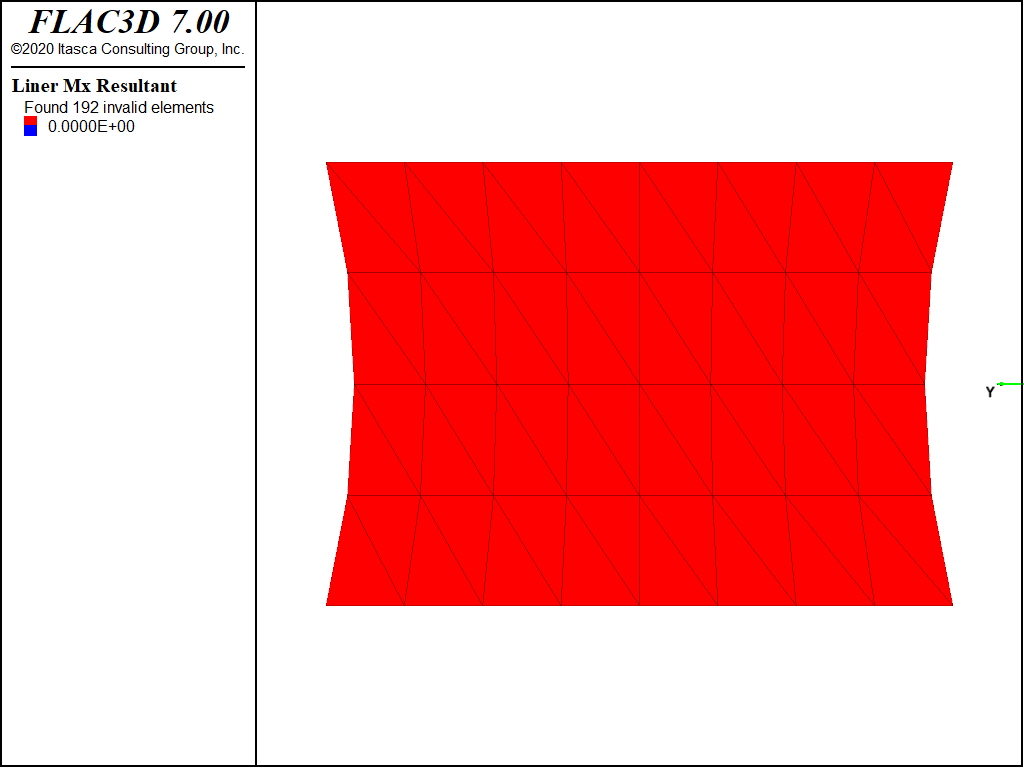 FLAC3D 7.00
©2020 Itasca Consulting Group, Inc.
Liner Mx Resultant
Found 192 invalid elements
0.0000E+00
Y